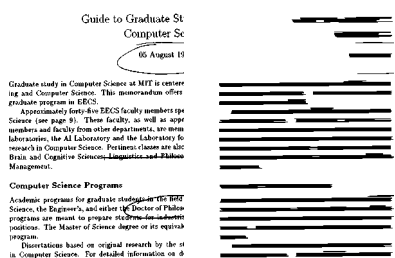 Guide to Graduate St
Computer Sc
05 August 19
Graduate study in Computer Science at MIT is centere
ing and Computer Science. This memorandum offers
graduate program in EECS.
Approximately forty-five EECS faculty members spe
Science (see page 9). These faculty, as well as appr
members and faculty from other departments, are mem
laboratories, the AI Laboratory and the Laboratory fo
research in Computer Science. Pertinent classes are also
Brain and Cognitive Sciences, Linguistics and Philoso
Management.
Computer Science Programs
Academic programs for graduate students in the field
Science, the Engineer's, and either the Doctor of Philoso
programs are meant to prepare students for industria
positions. The Master of Science degree or its equivale
program.
Dissertations based on original research by the st
in Computer Science. For detailed information on d